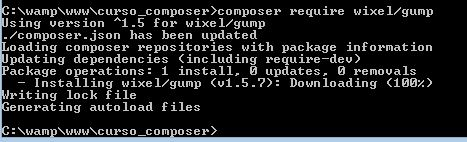 C:\wamp\www\curso_composer>composer require wixel/gump
Using version ^1.5 for wixel/gump
./composer.json has been updated
Loading composer repositories with package information
Updating dependencies (including require-dev)
Package operations: 1 install, 0 updates, 0 removals
  - Installing wixel/gump (v1.5.7): Downloading (100%)
Writing lock file
Generating autoload files
C:\wamp\www\curso_composer>